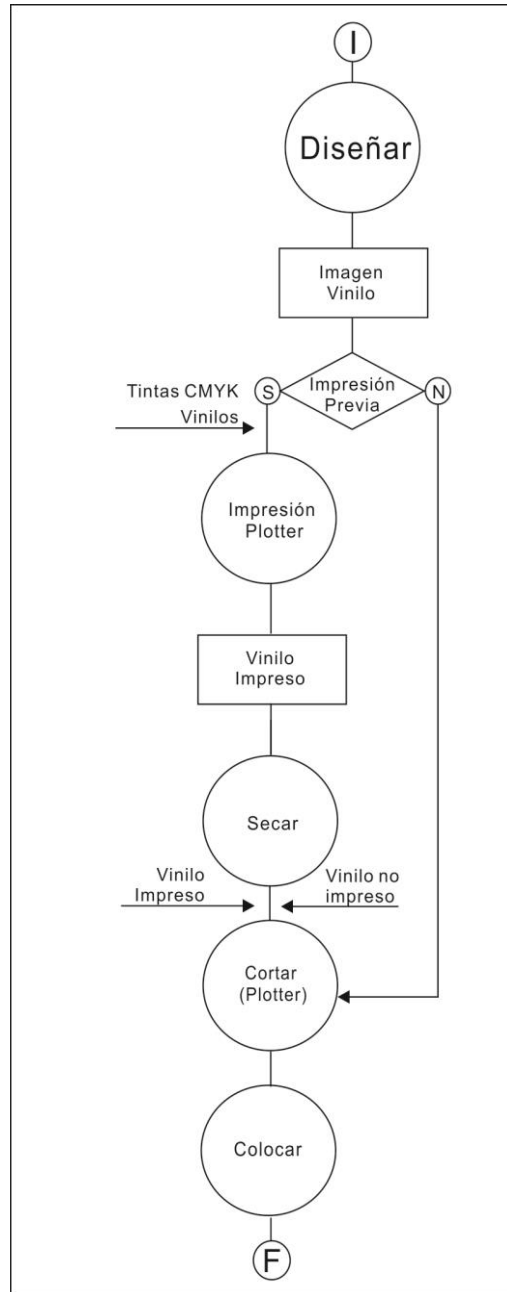 I
Diseñar
Imagen
Vinilo
Impresión
Previa
S
N
Tintas CMYK
Vinilos
Impresión
Plotter
Vinilo
Impreso
Secar
Vinilo
Impreso
Vinilo no
impreso
Cortar
(Plotter)
Colocar
F